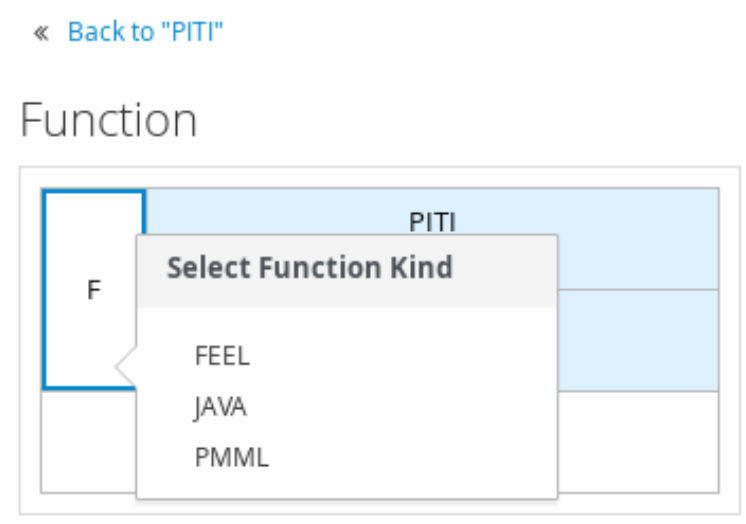 « Back to "PITI"
Function
PITI
F
Select Function Kind
FEEL
JAVA
PMML